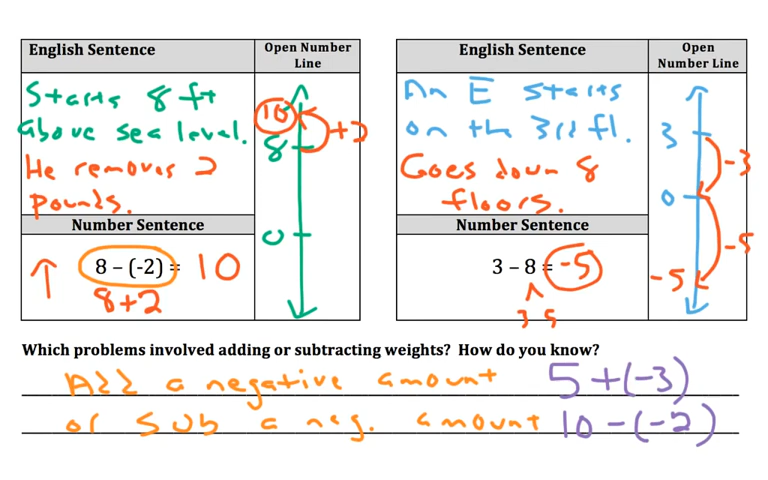 English Sentence
Open Number
Line
Starts 8 ft
above sea level.
He removes 2
pounds.
10
+2
8
0
Number Sentence
8 – (-2) = 10
8+2
English Sentence
Open
Number Line
An E starts
on th 3rd fl.
Goes down 8
floors.
3
-3
0
-5
-5
Number Sentence
3 – 8 = -5
3 5
Which problems involved adding or subtracting weights? How do you know?
Add a negative amount 5+(-3)
or sub a neg. amount 10-(-2)